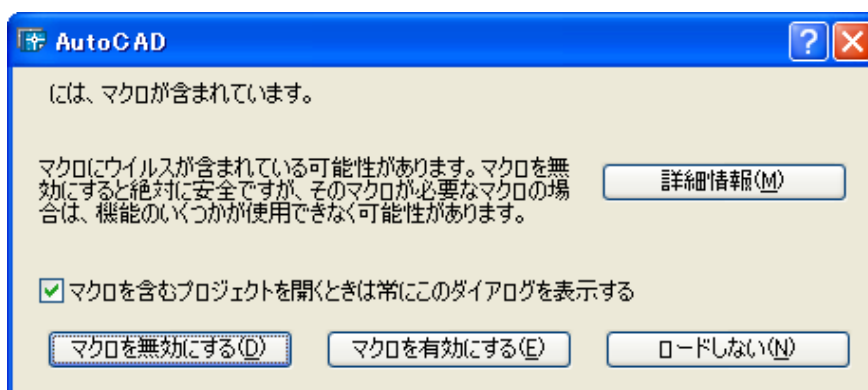 AutoCAD
には、マクロが含まれています。
マクロにウイルスが含まれている可能性があります。マクロを無
効にすると絶対に安全ですが、そのマクロが必要なマクロの場
合は、機能のいくつかが使用できなく可能性があります。
詳細情報(M)
マクロを含むプロジェクトを開くときは常にこのダイアログを表示する
マクロを無効にする(D)
マクロを有効にする(E)
ロードしない(N)